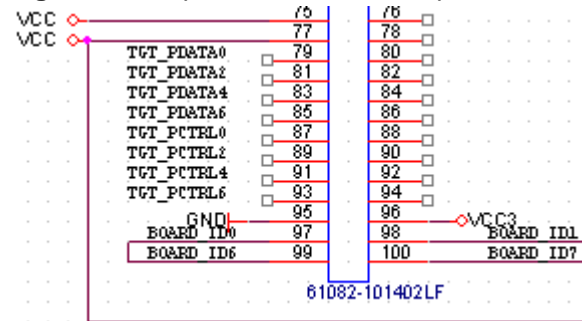 75 76
VCC
77 78
VCC
TGT_PDATA0 79 80
TGT_PDATA2 81 82
TGT_PDATA4 83 84
TGT_PDATA6 85 86
TGT_PCTRL0 87 88
TGT_PCTRL2 89 90
TGT_PCTRL4 91 92
TGT_PCTRL6 93 94
GND 95 96 VCC3
BOARD_ID0 97 98 BOARD_ID1
BOARD_ID6 99 100 BOARD_ID7
61082-101402LF